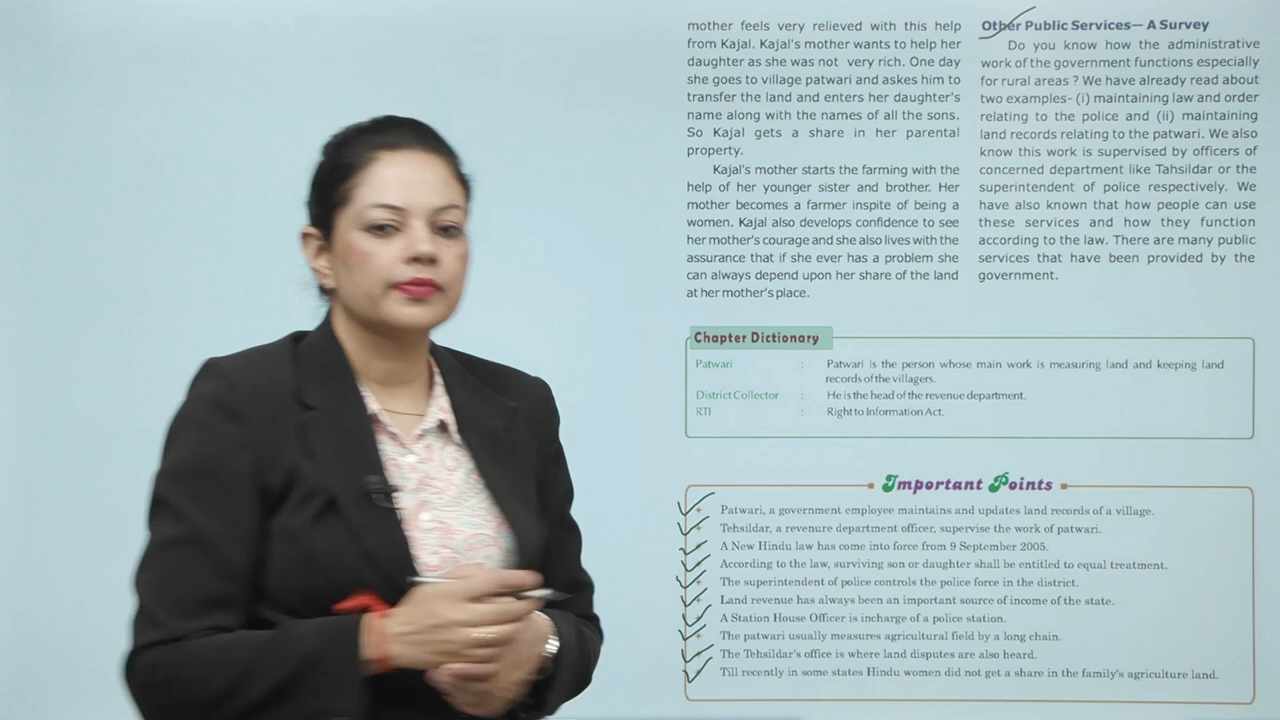 mother feels very relieved with this help
from Kajal. Kajal's mother wants to help her
daughter as she was not very rich. One day
she goes to village patwari and askes him to
transfer the land and enters her daughter's
name along with the names of all the sons.
So Kajal gets a share in her parental
property.
Kajal's mother starts the farming with the
help of her younger sister and brother. Her
mother becomes a farmer inspite of being a
women. Kajal also develops confidence to see
her mother's courage and she also lives with the
assurance that if she ever has a problem she
can always depend upon her share of the land
at her mother's place.
Other Public Services— A Survey
Do you know how the administrative
work of the government functions especially
for rural areas ? We have already read about
two examples- (i) maintaining law and order
relating to the police and (ii) maintaining
land records relating to the patwari. We also
know this work is supervised by officers of
concerned department like Tahsildar or the
superintendent of police respectively. We
have also known that how people can use
these services and how they function
according to the law. There are many public
services that have been provided by the
government.
Chapter Dictionary
Patwari : Patwari is the person whose main work is measuring land and keeping land
records of the villagers.
District Collector : He is the head of the revenue department.
RTI : Right to Information Act.
Important Points
Patwari, a government employee maintains and updates land records of a village.
Tehsildar, a revenure department officer, supervise the work of patwari.
A New Hindu law has come into force from 9 September 2005.
According to the law, surviving son or daughter shall be entitled to equal treatment.
The superintendent of police controls the police force in the district.
Land revenue has always been an important source of income of the state.
A Station House Officer is incharge of a police station.
The patwari usually measures agricultural field by a long chain.
The Tehsildar's office is where land disputes are also heard.
Till recently in some states Hindu women did not get a share in the family's agriculture land.